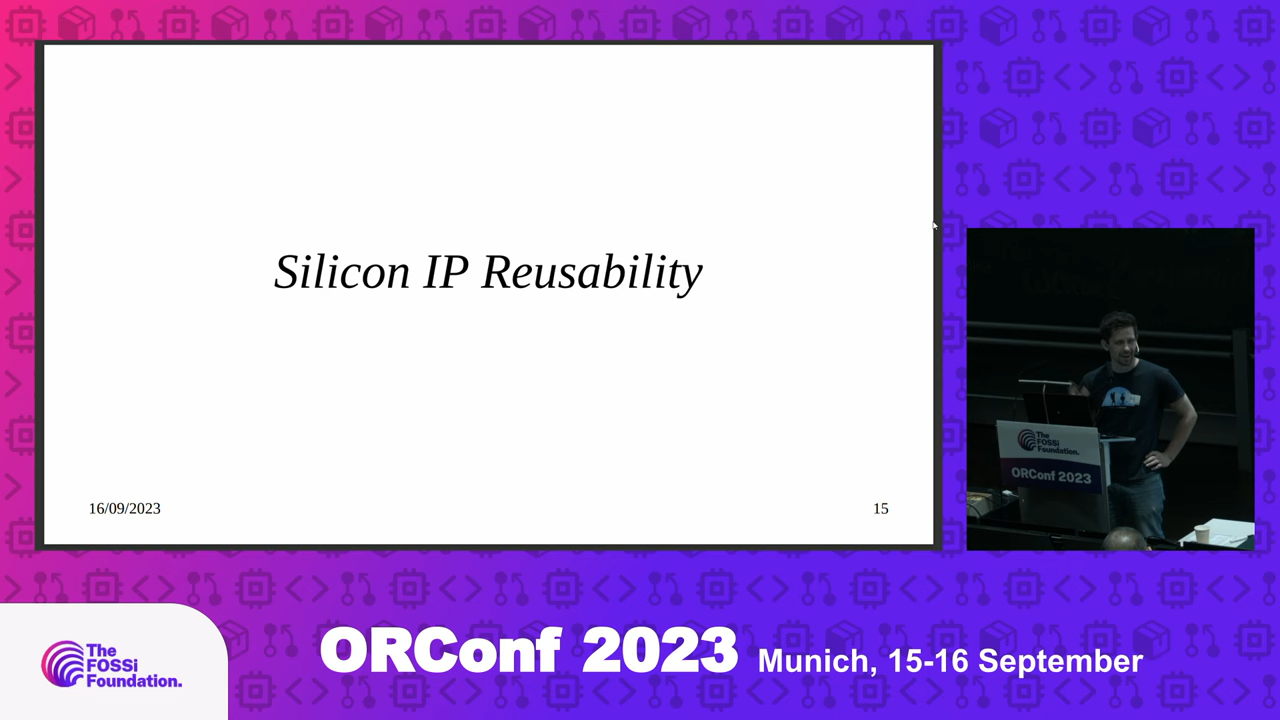 Silicon IP Reusability
16/09/2023
15
The
FOSSi
Foundation.
ORConf 2023
The
FOSSi
Foundation.
ORConf 2023
Munich, 15-16 September